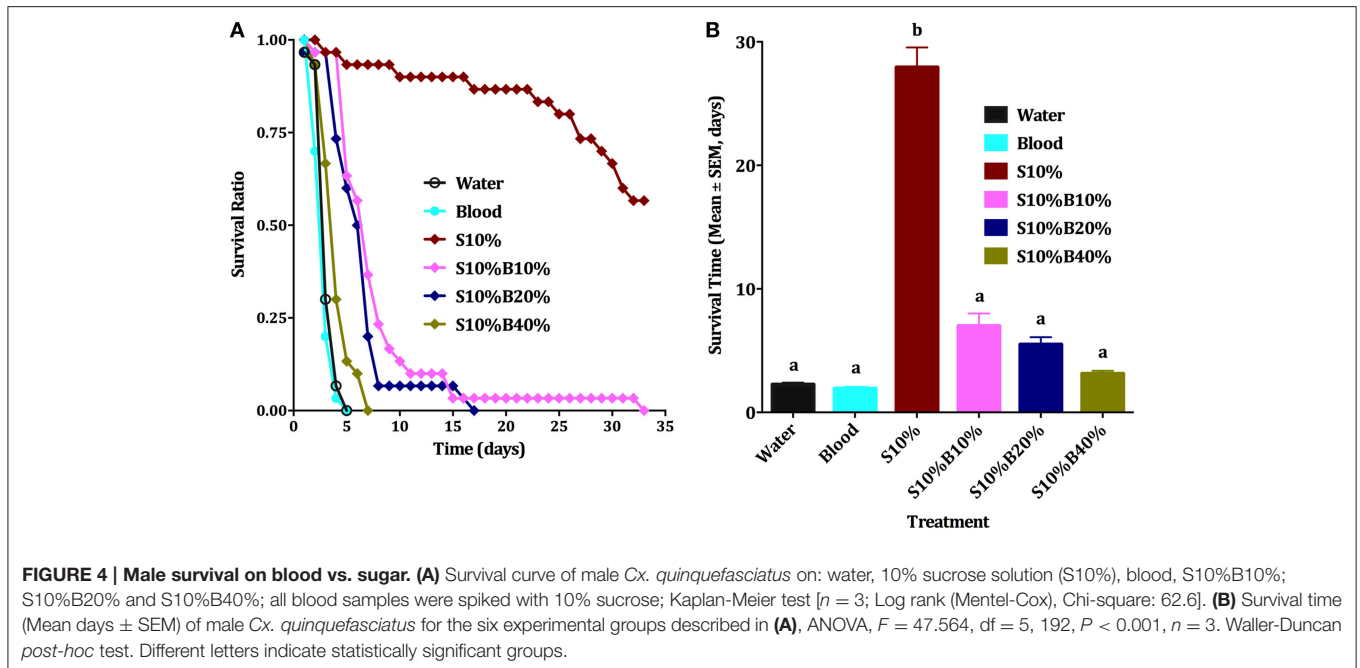 A
1.00
0.75
0.50
0.25
0.00
Survival Ratio
0 5 10 15 20 25 30 35
Time (days)
Water
Blood
S10%
S10%B10%
S10%B20%
S10%B40%
B
30
20
10
0
Survival Time (Mean ± SEM, days)
a a b a a a
Water
Blood
S10%
S10%B10%
S10%B20%
S10%B40%
Water Blood S10% S10%B10% S10%B20% S10%B40%
Treatment
FIGURE 4 | Male survival on blood vs. sugar. (A) Survival curve of male Cx. quinquefasciatus on: water, 10% sucrose solution (S10%), blood, S10%B10%;
S10%B20% and S10%B40%; all blood samples were spiked with 10% sucrose; Kaplan-Meier test [n = 3; Log rank (Mentel-Cox), Chi-square: 62.6]. (B) Survival time
(Mean days ± SEM) of male Cx. quinquefasciatus for the six experimental groups described in (A), ANOVA, F = 47.564, df = 5, 192, P < 0.001, n = 3. Waller-Duncan
post-hoc test. Different letters indicate statistically significant groups.